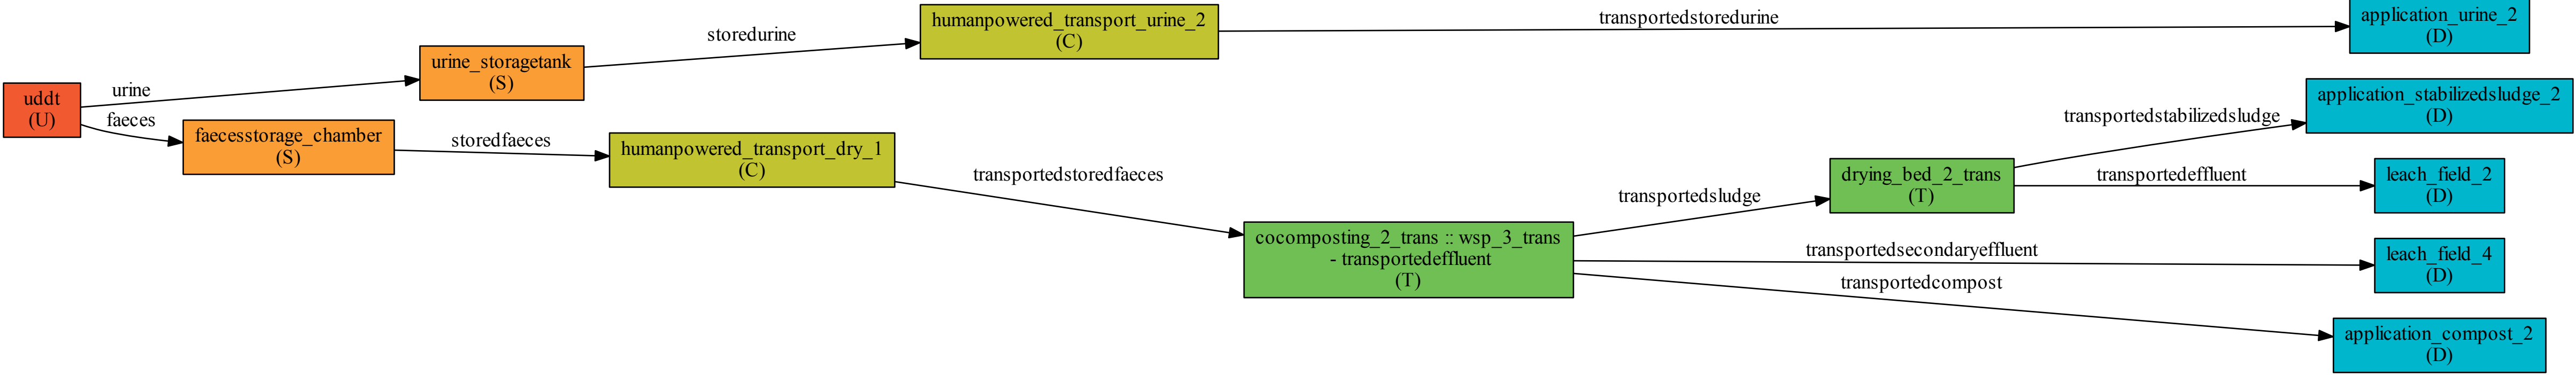 uddt
(U)
urine
faeces
urine_storagetank
(S)
faecesstorage_chamber
(S)
storedurine
storedfaeces
humanpowered_transport_urine_2
(C)
humanpowered_transport_dry_1
(C)
transportedstoredurine
transportedstoredfaeces
cocomposting_2_trans :: wsp_3_trans
- transportedeffluent
(T)
transportedsludge
transportedsecondaryeffluent
transportedcompost
drying_bed_2_trans
(T)
transportedstabilizedsludge
transportedeffluent
application_urine_2
(D)
application_stabilizedsludge_2
(D)
leach_field_2
(D)
leach_field_4
(D)
application_compost_2
(D)